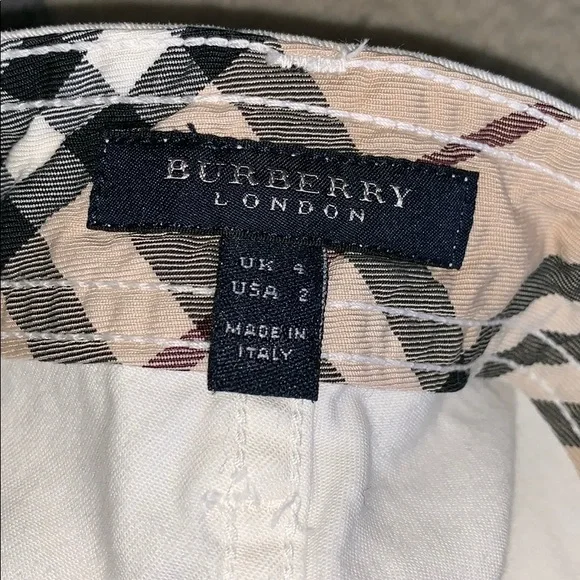 BURBERRY
LONDON
UK 4
USA 2
MADE IN
ITALY